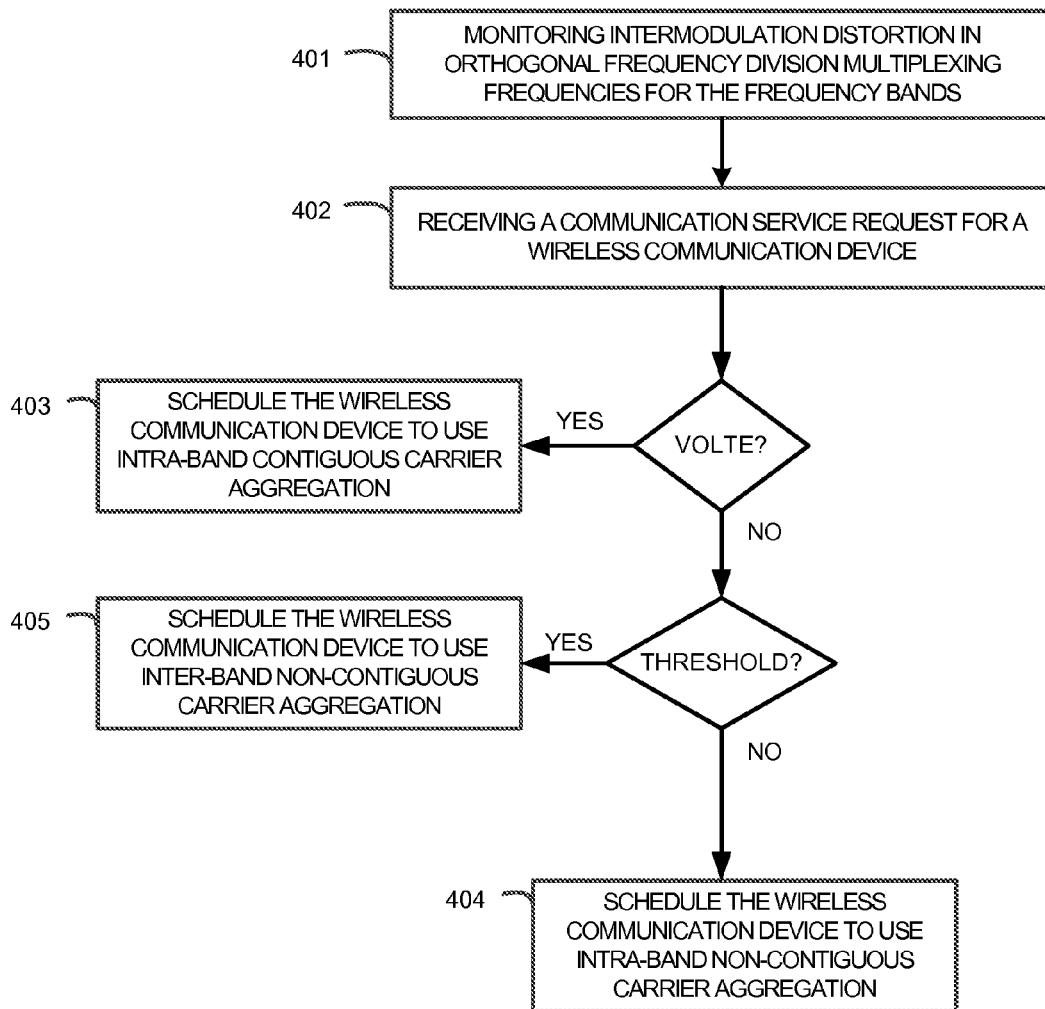 401
MONITORING INTERMODULATION DISTORTION IN
ORTHOGONAL FREQUENCY DIVISION MULTIPLEXING
FREQUENCIES FOR THE FREQUENCY BANDS
402
RECEIVING A COMMUNICATION SERVICE REQUEST FOR A
WIRELESS COMMUNICATION DEVICE
403
SCHEDULE THE WIRELESS
COMMUNICATION DEVICE TO USE
INTRA-BAND CONTIGUOUS CARRIER
AGGREGATION
YES
VOLTE?
NO
405
SCHEDULE THE WIRELESS
COMMUNICATION DEVICE TO USE
INTER-BAND NON-CONTIGUOUS
CARRIER AGGREGATION
YES
THRESHOLD?
NO
404
SCHEDULE THE WIRELESS
COMMUNICATION DEVICE TO USE
INTRA-BAND NON-CONTIGUOUS
CARRIER AGGREGATION